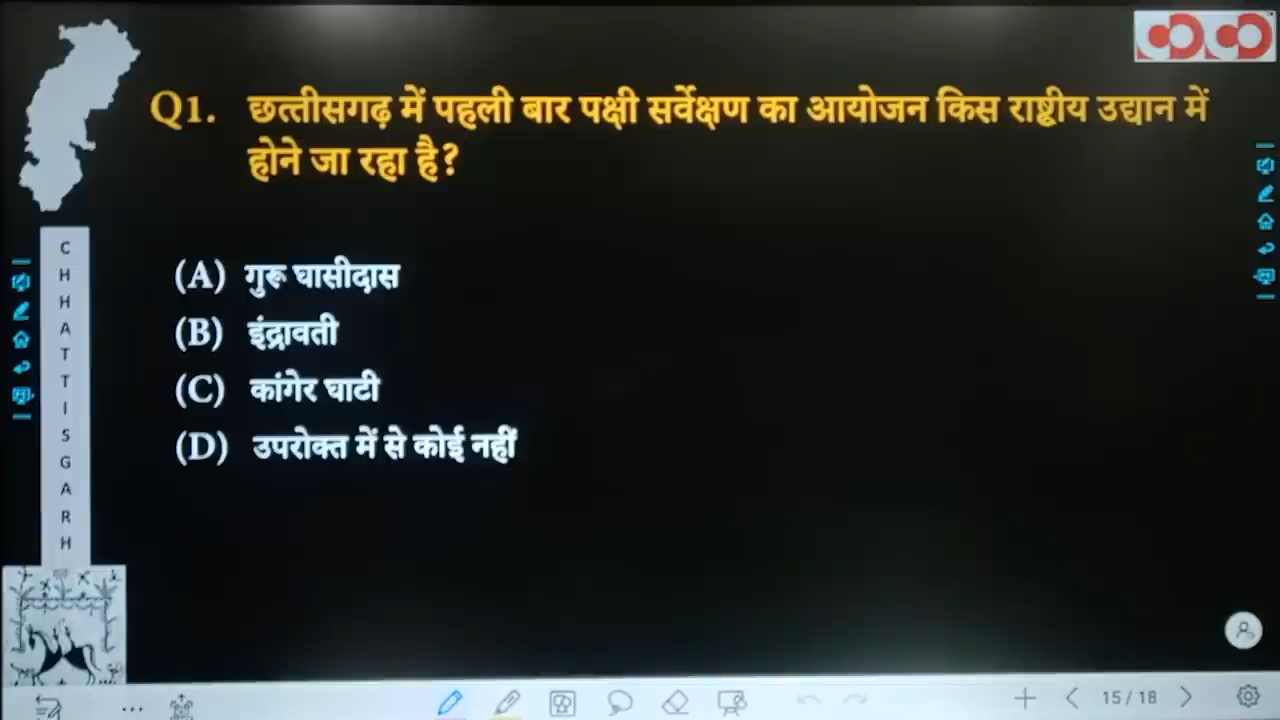 Q1. छत्तीसगढ़ में पहली बार पक्षी सर्वेक्षण का आयोजन किस राष्ट्रीय उद्यान में
होने जा रहा है?
(A) गुरू घासीदास
(B) इंद्रावती
(C) कांगेर घाटी
(D) उपरोक्त में से कोई नहीं
CHHATTISGARH
15 / 18